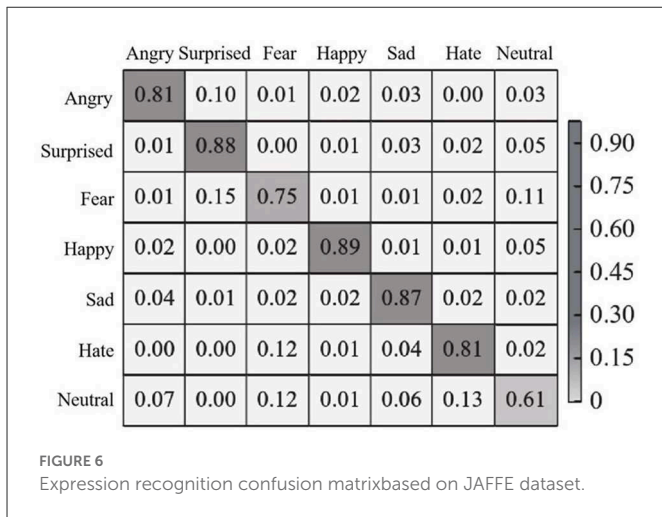 Angry Surprised Fear Happy Sad Hate Neutral
Angry 0.81 0.10 0.01 0.02 0.03 0.00 0.03
Surprised 0.01 0.88 0.00 0.01 0.03 0.02 0.05
Fear 0.01 0.15 0.75 0.01 0.01 0.02 0.11
Happy 0.02 0.00 0.02 0.89 0.01 0.01 0.05
Sad 0.04 0.01 0.02 0.02 0.87 0.02 0.02
Hate 0.00 0.00 0.12 0.01 0.04 0.81 0.02
Neutral 0.07 0.00 0.12 0.01 0.06 0.13 0.61
0.90
0.75
0.60
0.45
0.30
0.15
0
FIGURE 6
Expression recognition confusion matrixbased on JAFFE dataset.